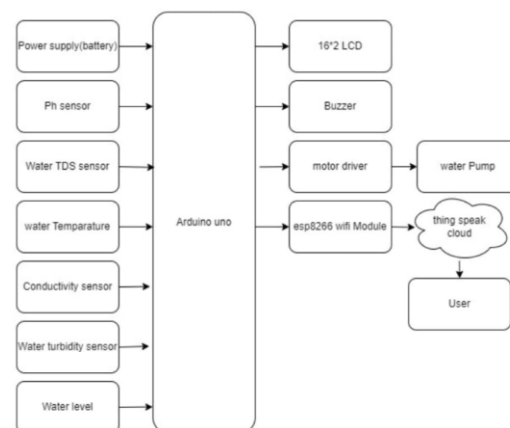 Power supply(battery)
16*2 LCD
Ph sensor
Buzzer
Water TDS sensor
motor driver
water Pump
water Temparature
Arduino uno
esp8266 wifi Module
thing speak
cloud
Conductivity sensor
User
Water turbidity sensor
Water level